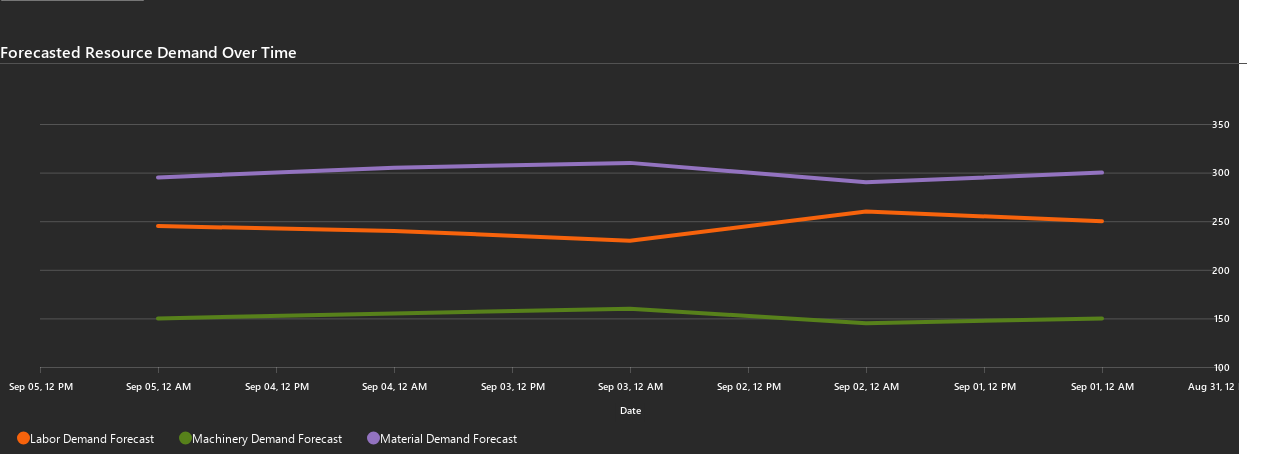 Forecasted Resource Demand Over Time
350
300
250
200
150
100
Sep 05, 12 PM Sep 05, 12 AM Sep 04, 12 PM Sep 04, 12 AM Sep 03, 12 PM Sep 03, 12 AM Sep 02, 12 PM Sep 02, 12 AM Sep 01, 12 PM Sep 01, 12 AM Aug 31, 12
Date
Labor Demand Forecast Machinery Demand Forecast Material Demand Forecast